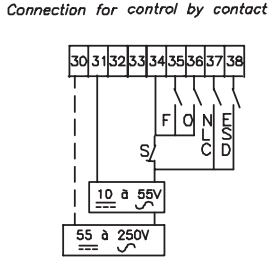 Connection for control by contact
30 31 32 33 34 35 36 37 38
F O N E
L S
S C D
10 à 55V
55 à 250V